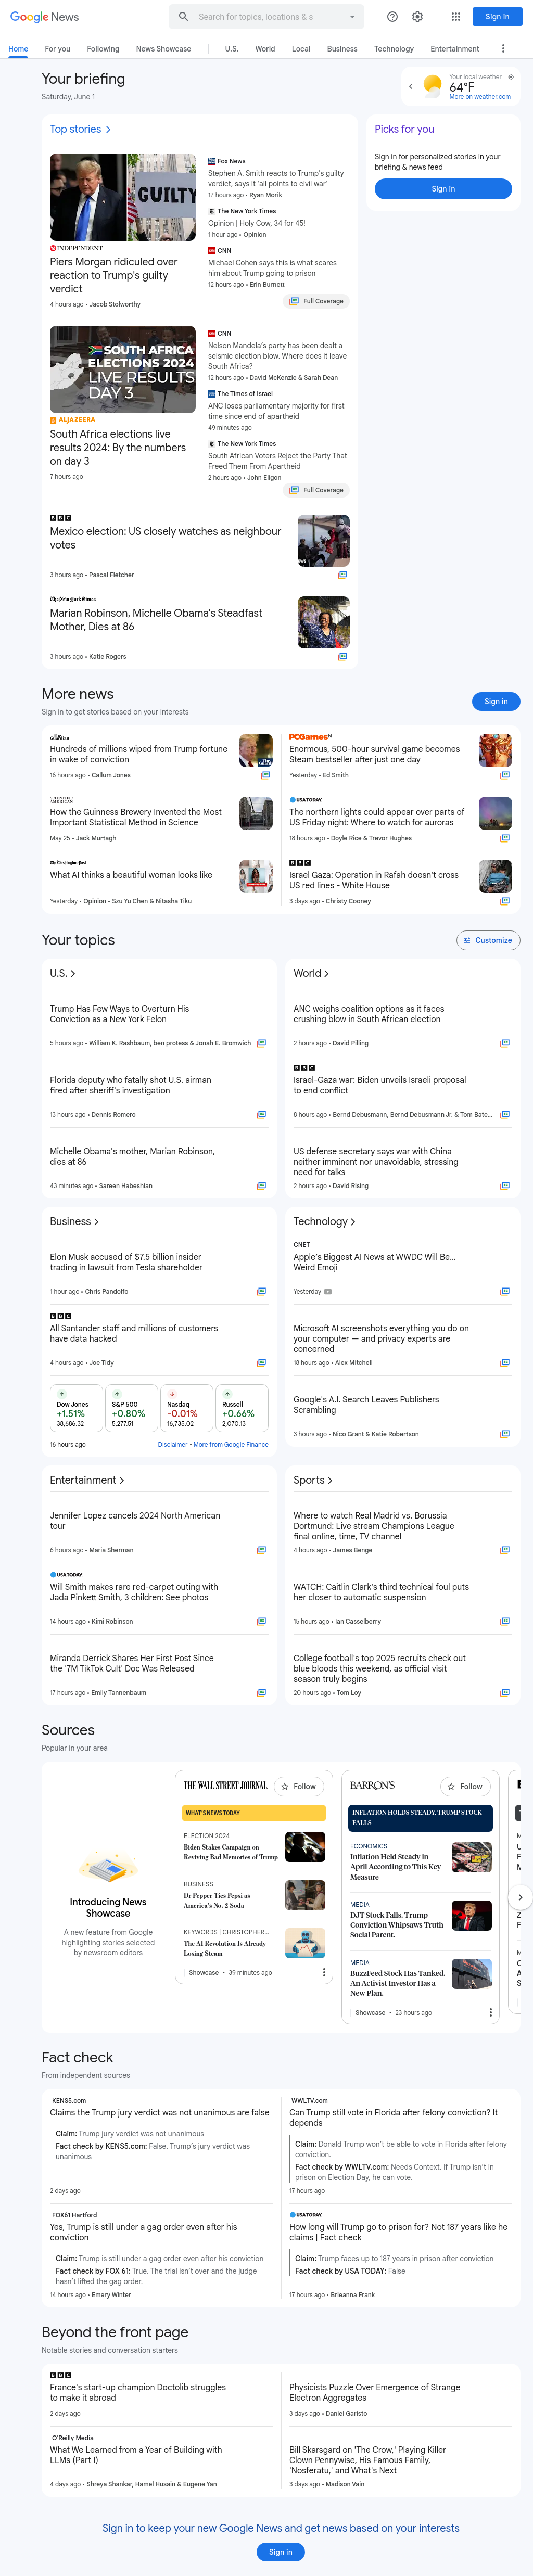 Google News
Search for topics, locations & s
Sign in
Home
For you
Following
News Showcase
U.S.
World
Local
Business
Technology
Entertainment
Your briefing
Saturday, June 1
Your local weather
64°F
More on weather.com
Top stories
GUILTY
INDEPENDENT
Piers Morgan ridiculed over
reaction to Trump's guilty
verdict
4 hours ago • Jacob Stolworthy
Fox News
Stephen A. Smith reacts to Trump's guilty
verdict, says it 'all points to civil war'
17 hours ago • Ryan Morik
The New York Times
Opinion | Holy Cow, 34 for 45!
1 hour ago • Opinion
CNN
Michael Cohen says this is what scares
him about Trump going to prison
12 hours ago • Erin Burnett
Full Coverage
SOUTH AFRICA
ELECTIONS 2024
LIVE RESULTS
DAY 3
ALJAZEERA
South Africa elections live
results 2024: By the numbers
on day 3
7 hours ago
CNN
Nelson Mandela's party has been dealt a
seismic election blow. Where does it leave
South Africa?
12 hours ago • David McKenzie & Sarah Dean
The Times of Israel
ANC loses parliamentary majority for first
time since end of apartheid
49 minutes ago
The New York Times
South African Voters Reject the Party That
Freed Them From Apartheid
2 hours ago • John Eligon
Full Coverage
BBC
Mexico election: US closely watches as neighbour
votes
3 hours ago • Pascal Fletcher
The New York Times
Marian Robinson, Michelle Obama's Steadfast
Mother, Dies at 86
3 hours ago • Katie Rogers
Picks for you
Sign in for personalized stories in your
briefing & news feed
Sign in
More news
Sign in to get stories based on your interests
Sign in
The Guardian
Hundreds of millions wiped from Trump fortune
in wake of conviction
16 hours ago • Callum Jones
SCIENTIFIC AMERICAN.
How the Guinness Brewery Invented the Most
Important Statistical Method in Science
May 25 • Jack Murtagh
The Washington Post
What AI thinks a beautiful woman looks like
Yesterday • Opinion • Szu Yu Chen & Nitasha Tiku
PCGamesN
Enormous, 500-hour survival game becomes
Steam bestseller after just one day
Yesterday • Ed Smith
USA TODAY
The northern lights could appear over parts of
US Friday night: Where to watch for auroras
18 hours ago • Doyle Rice & Trevor Hughes
BBC
Israel Gaza: Operation in Rafah doesn't cross
US red lines - White House
3 days ago • Christy Cooney
Your topics
Customize
U.S.
Trump Has Few Ways to Overturn His
Conviction as a New York Felon
5 hours ago • William K. Rashbaum, ben protess & Jonah E. Bromwich
Florida deputy who fatally shot U.S. airman
fired after sheriff's investigation
13 hours ago • Dennis Romero
Michelle Obama's mother, Marian Robinson,
dies at 86
43 minutes ago • Sareen Habeshian
World
ANC weighs coalition options as it faces
crushing blow in South African election
2 hours ago • David Pilling
BBC
Israel-Gaza war: Biden unveils Israeli proposal
to end conflict
8 hours ago • Bernd Debusmann, Bernd Debusmann Jr. & Tom Bate...
US defense secretary says war with China
neither imminent nor unavoidable, stressing
need for talks
2 hours ago • David Rising
Business
Elon Musk accused of $7.5 billion insider
trading in lawsuit from Tesla shareholder
1 hour ago • Chris Pandolfo
BBC
All Santander staff and millions of customers
have data hacked
4 hours ago • Joe Tidy
Dow Jones
+1.51%
38,686.32
S&P 500
+0.80%
5,277.51
Nasdaq
-0.01%
16,735.02
Russell
+0.66%
2,070.13
16 hours ago
Disclaimer • More from Google Finance
Technology
CNET
Apple's Biggest AI News at WWDC Will Be...
Weird Emoji
Yesterday
Microsoft AI screenshots everything you do on
your computer — and privacy experts are
concerned
18 hours ago • Alex Mitchell
Google's A.I. Search Leaves Publishers
Scrambling
3 hours ago • Nico Grant & Katie Robertson
Entertainment
Jennifer Lopez cancels 2024 North American
tour
6 hours ago • Maria Sherman
USA TODAY
Will Smith makes rare red-carpet outing with
Jada Pinkett Smith, 3 children: See photos
14 hours ago • Kimi Robinson
Miranda Derrick Shares Her First Post Since
the '7M TikTok Cult' Doc Was Released
17 hours ago • Emily Tannenbaum
Sports
Where to watch Real Madrid vs. Borussia
Dortmund: Live stream Champions League
final online, time, TV channel
4 hours ago • James Benge
WATCH: Caitlin Clark's third technical foul puts
her closer to automatic suspension
15 hours ago • Ian Casselberry
College football's top 2025 recruits check out
blue bloods this weekend, as official visit
season truly begins
20 hours ago • Tom Loy
Sources
Popular in your area
Introducing News
Showcase
A new feature from Google
highlighting stories selected
by newsroom editors
THE WALL STREET JOURNAL.
Follow
WHAT'S NEWS TODAY
ELECTION 2024
Biden Stakes Campaign on
Reviving Bad Memories of Trump
BUSINESS
Dr Pepper Ties Pepsi as
America's No. 2 Soda
KEYWORDS | CHRISTOPHER...
The AI Revolution Is Already
Losing Steam
Showcase • 39 minutes ago
BARRON'S
Follow
INFLATION HOLDS STEADY, TRUMP STOCK
FALLS
ECONOMICS
Inflation Held Steady in
April According to This Key
Measure
MEDIA
DJT Stock Falls. Trump
Conviction Whipsaws Truth
Social Parent.
MEDIA
BuzzFeed Stock Has Tanked.
An Activist Investor Has a
New Plan.
Showcase • 23 hours ago
Fact check
From independent sources
KENS5.com
Claims the Trump jury verdict was not unanimous are false
Claim: Trump jury verdict was not unanimous
Fact check by KENS5.com: False. Trump's jury verdict was
unanimous
2 days ago
WWLTV.com
Can Trump still vote in Florida after felony conviction? It
depends
Claim: Donald Trump won't be able to vote in Florida after felony
conviction.
Fact check by WWLTV.com: Needs Context. If Trump isn't in
prison on Election Day, he can vote.
17 hours ago
FOX61 Hartford
Yes, Trump is still under a gag order even after his
conviction
Claim: Trump is still under a gag order even after his conviction
Fact check by FOX 61: True. The trial isn't over and the judge
hasn't lifted the gag order.
14 hours ago • Emery Winter
USA TODAY
How long will Trump go to prison for? Not 187 years like he
claims | Fact check
Claim: Trump faces up to 187 years in prison after conviction
Fact check by USA TODAY: False
17 hours ago • Brieanna Frank
Beyond the front page
Notable stories and conversation starters
BBC
France's start-up champion Doctolib struggles
to make it abroad
2 days ago
Physicists Puzzle Over Emergence of Strange
Electron Aggregates
3 days ago • Daniel Garisto
O'Reilly Media
What We Learned from a Year of Building with
LLMs (Part I)
4 days ago • Shreya Shankar, Hamel Husain & Eugene Yan
Bill Skarsgard on 'The Crow,' Playing Killer
Clown Pennywise, His Famous Family,
'Nosferatu,' and What's Next
3 days ago • Madison Vain
Sign in to keep your new Google News and get news based on your interests
Sign in